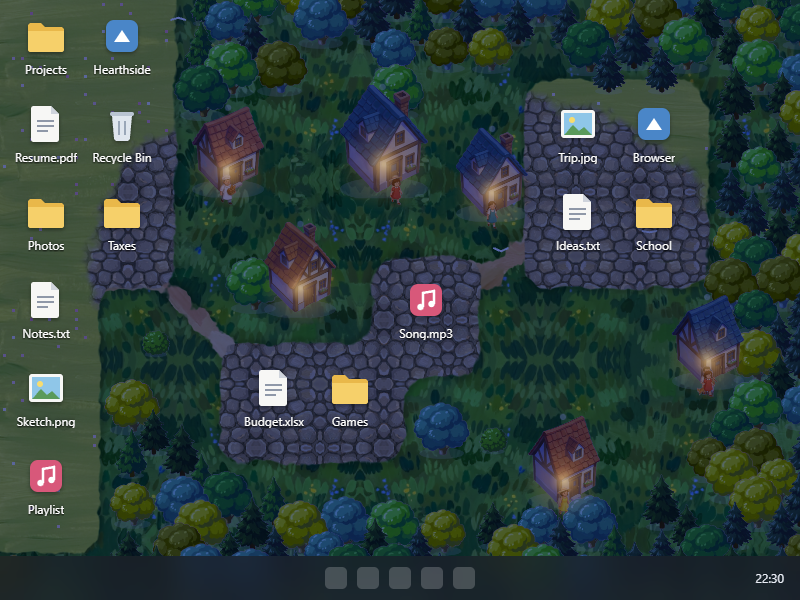 Projects
Hearthside
Resume.pdf
Recycle Bin
Trip.jpg
Browser
Photos
Taxes
Ideas.txt
School
Notes.txt
Song.mp3
Sketch.png
Budget.xlsx
Games
Playlist
22:30